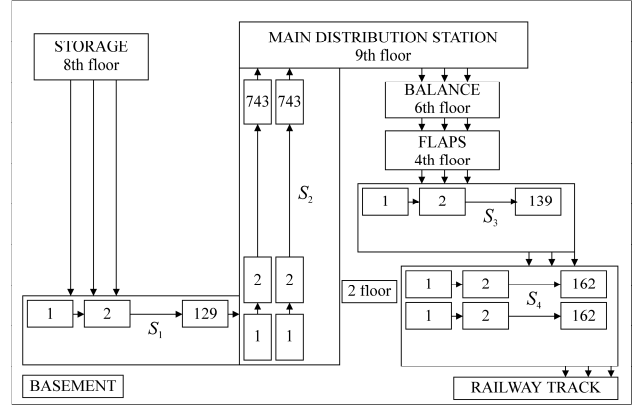 STORAGE
8th floor
MAIN DISTRIBUTION STATION
9th floor
743 743
BALANCE
6th floor
FLAPS
4th floor
S2
1 2 139
S3
2 2
2 floor
1 2 162
S4
1 2 162
1 2 129
S1
1 1
BASEMENT
RAILWAY TRACK